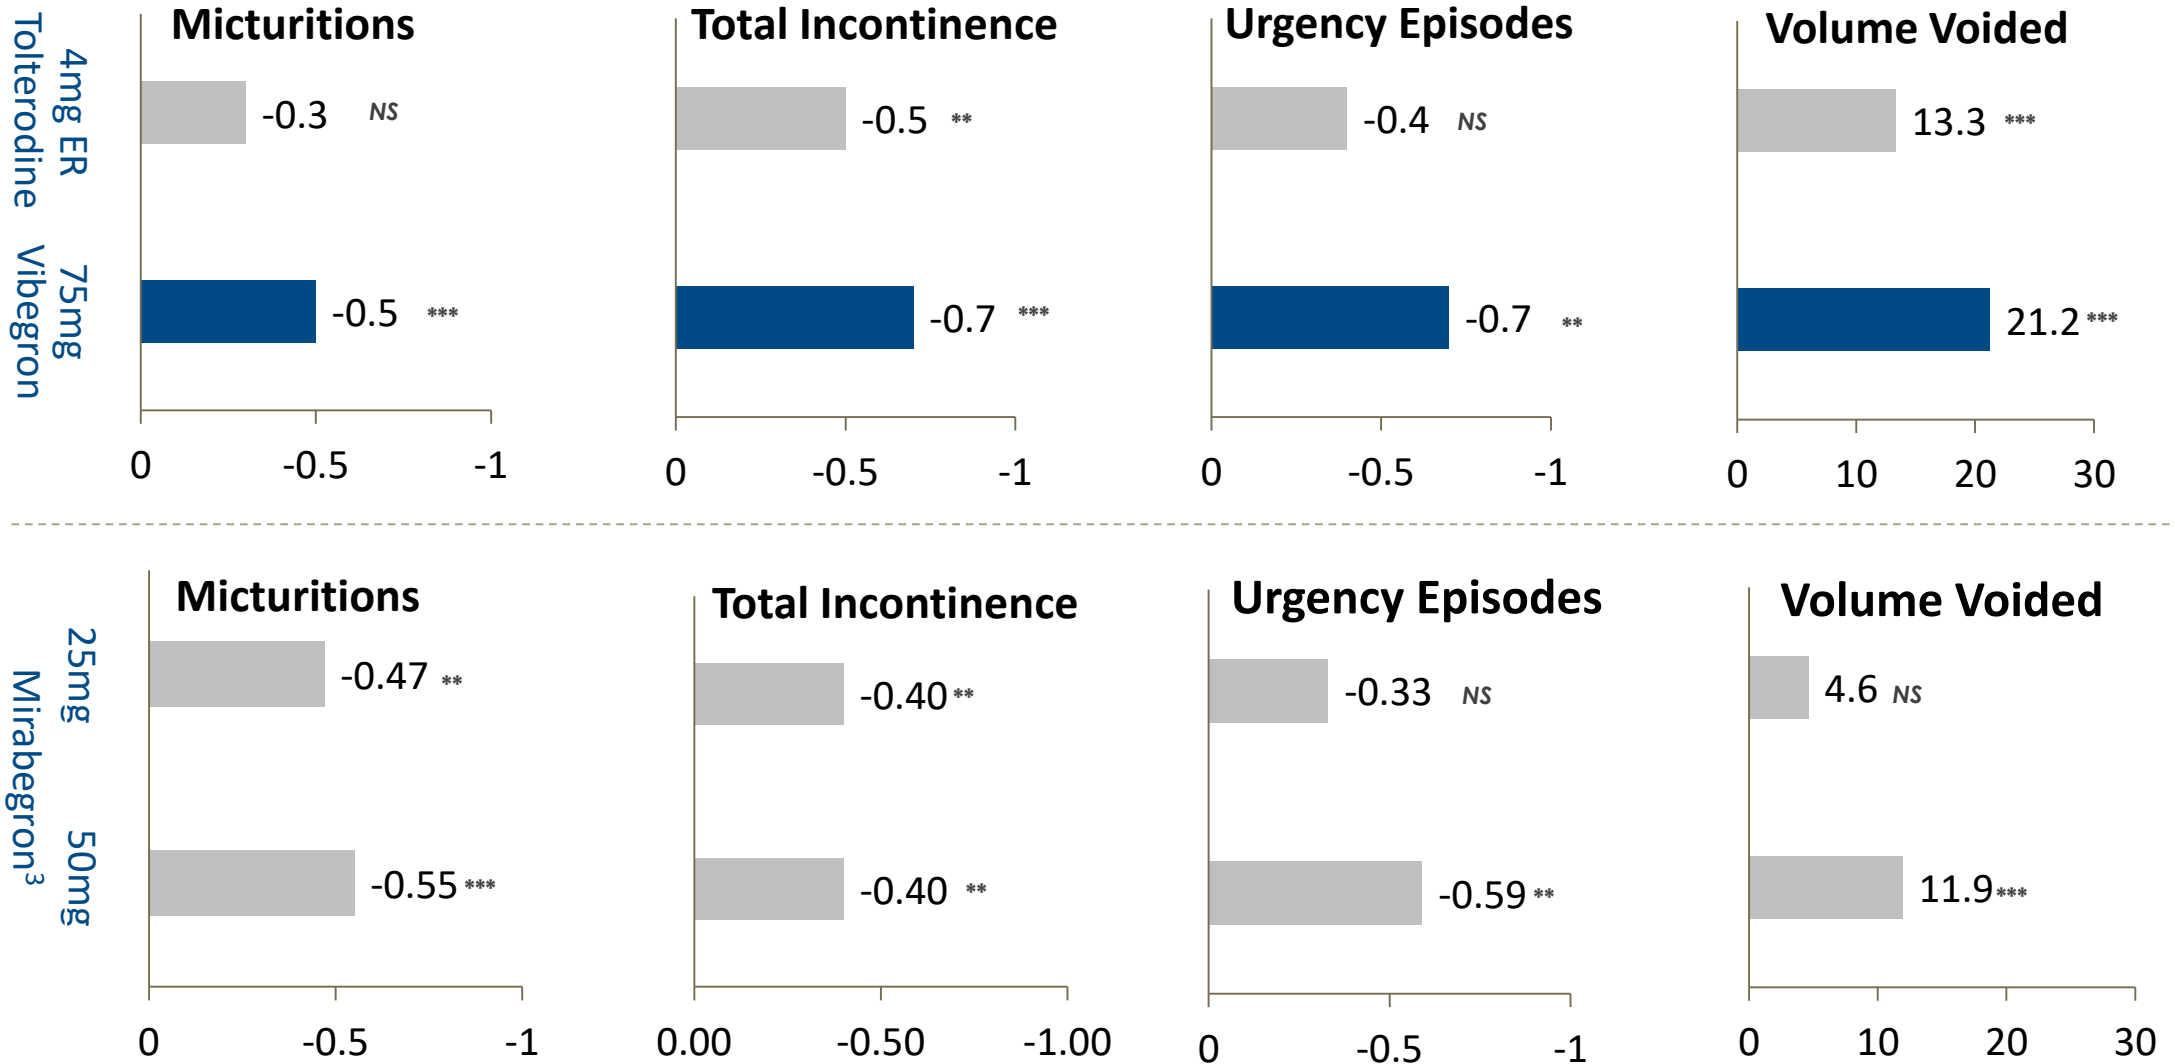 Tolterodine
4mg ER
Vibegron
75mg
Micturitions
-0.3 NS
-0.5 ***
0 -0.5 -1
Total Incontinence
-0.5 **
-0.7 ***
0 -0.5 -1
Urgency Episodes
-0.4 NS
-0.7 **
0 -0.5 -1
Volume Voided
13.3 ***
21.2 ***
0 10 20 30
Mirabegron³
25mg
50mg
Micturitions
-0.47 **
-0.55 ***
0 -0.5 -1
Total Incontinence
-0.40 **
-0.40 **
0.00 -0.50 -1.00
Urgency Episodes
-0.33 NS
-0.59 **
0 -0.5 -1
Volume Voided
4.6 NS
11.9 ***
0 10 20 30